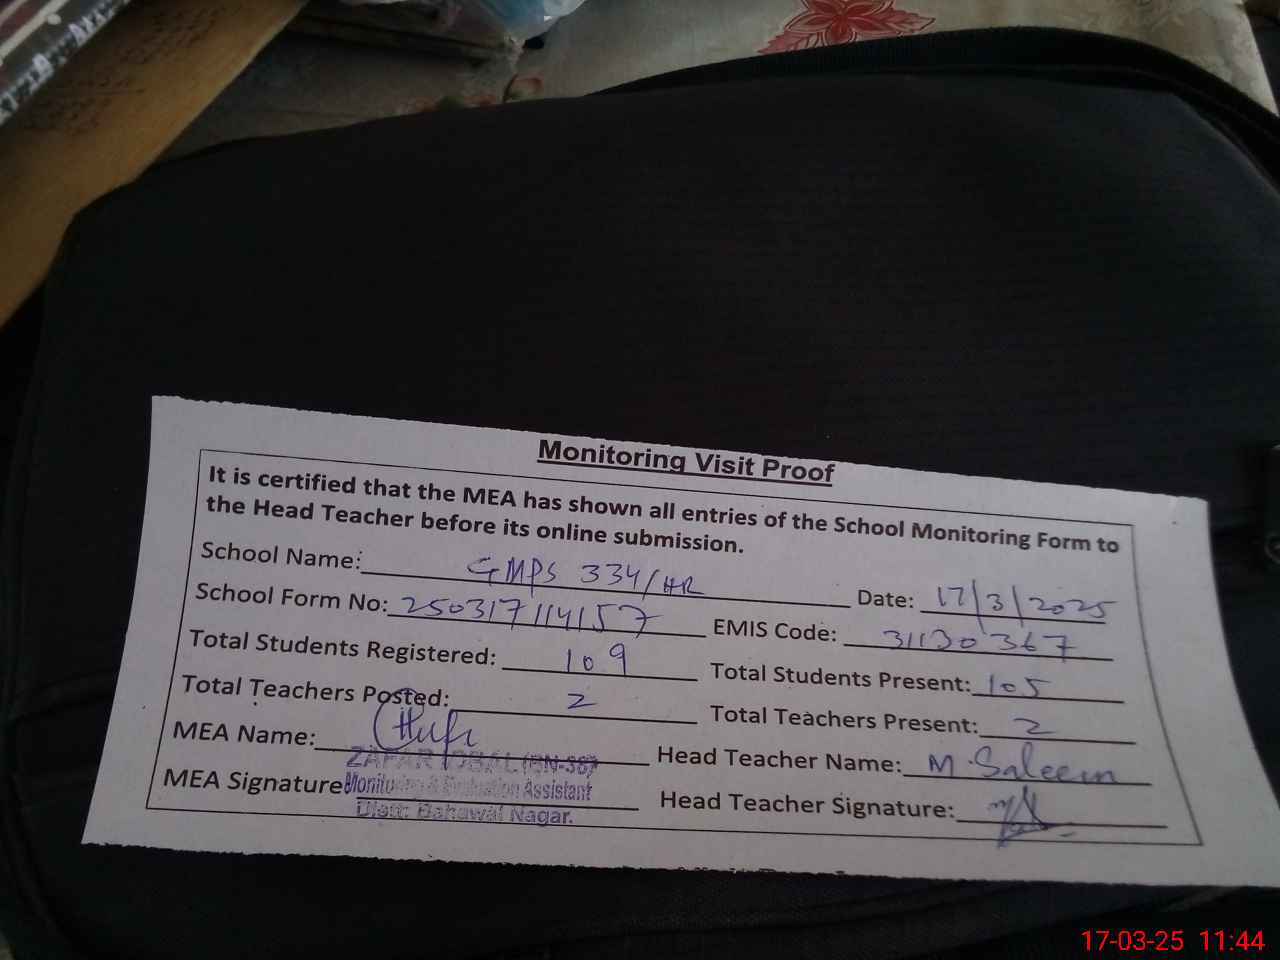 Monitoring Visit Proof
It is certified that the MEA has shown all entries of the School Monitoring Form to
the Head Teacher before its online submission.
School Name: GMPS 334/HR Date: 17/3/2025
School Form No: 250317114157 EMIS Code: 31130367
Total Students Registered: 109 Total Students Present: 105
Total Teachers Posted: 2 Total Teachers Present: 2
MEA Name: Head Teacher Name: M. Saleem
ZAFAR IQBAL (BN-38)
MEA Signature Head Teacher Signature:
Monitoring & Evaluation Assistant
Distt: Bahawal Nagar.
17-03-25 11:44